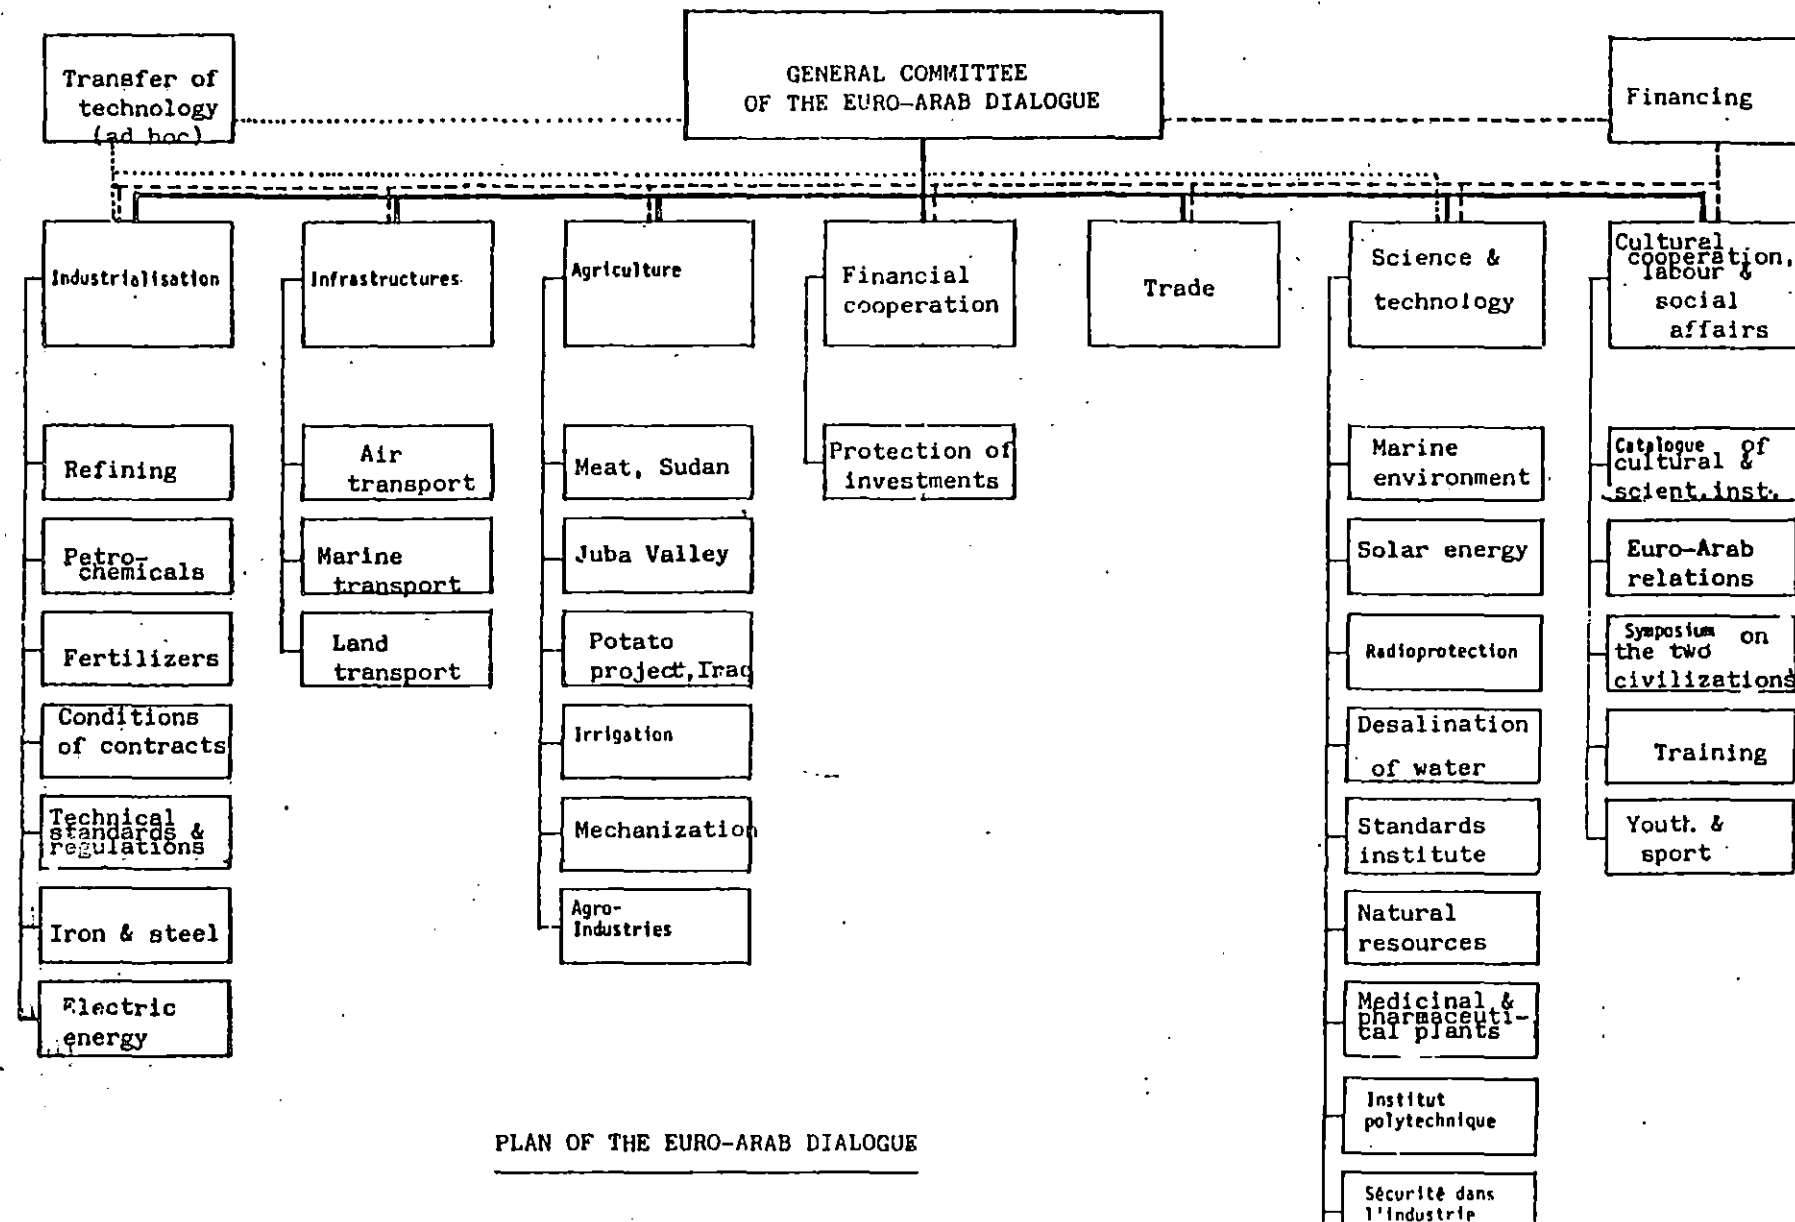 Transfer of
technology
(ad hoc)
GENERAL COMMITTEE
OF THE EURO-ARAB DIALOGUE
Financing
Industrialisation
Infrastructures
Agriculture
Financial
cooperation
Trade
Science &
technology
Cultural
cooperation,
labour &
social
affairs
Refining
Petro-
chemicals
Fertilizers
Conditions
of contracts
Technical
standards &
regulations
Iron & steel
Electric
energy
Air
transport
Marine
transport
Land
transport
Meat, Sudan
Juba Valley
Potato
project, Iraq
Irrigation
Mechanization
Agro-
Industries
Protection of
investments
Marine
environment
Solar energy
Radioprotection
Desalination
of water
Standards
institute
Natural
resources
Medicinal &
pharmaceuti-
cal plants
Institut
polytechnique
Sécurité dans
l'industrie
Catalogue of
cultural &
scient. inst.
Euro-Arab
relations
Symposium on
the two
civilizations
Training
Youth &
sport
PLAN OF THE EURO-ARAB DIALOGUE